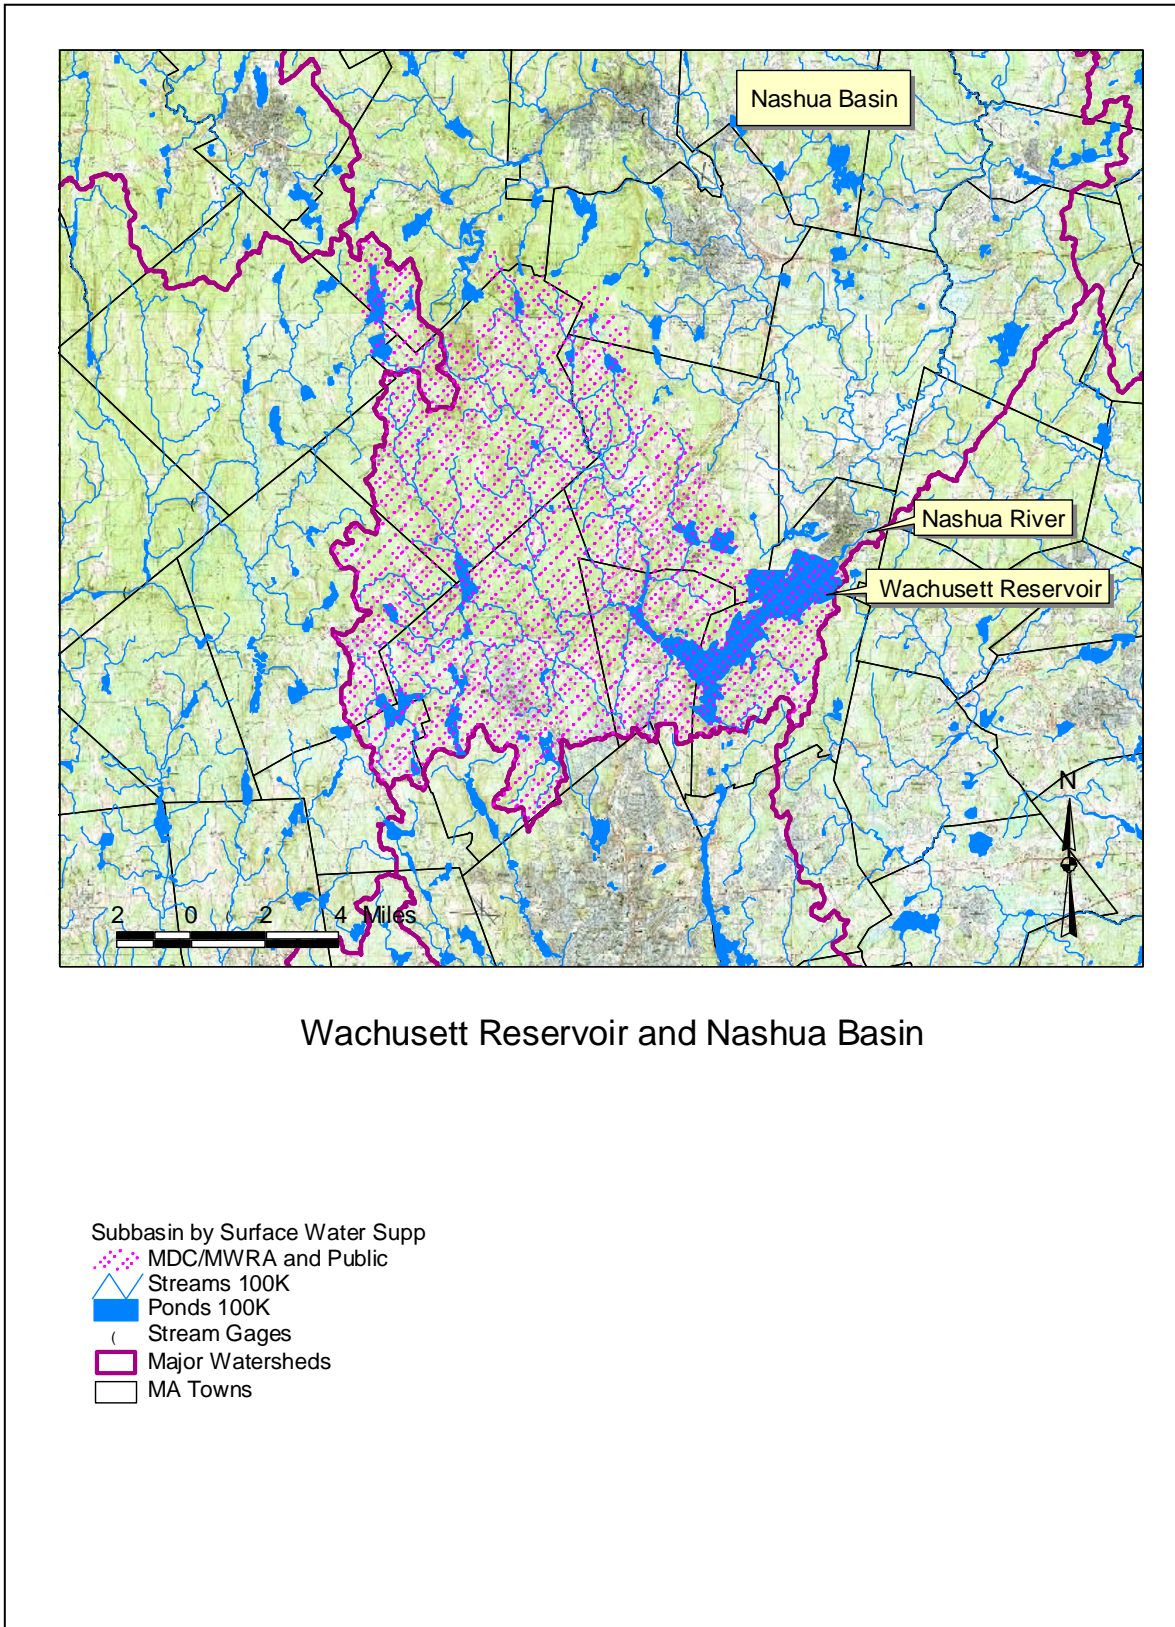 Nashua Basin
Nashua River
Wachusett Reservoir
N
2 0 2 4 Miles
Wachusett Reservoir and Nashua Basin
Subbasin by Surface Water Supp
MDC/MWRA and Public
Streams 100K
Ponds 100K
( Stream Gages
Major Watersheds
MA Towns